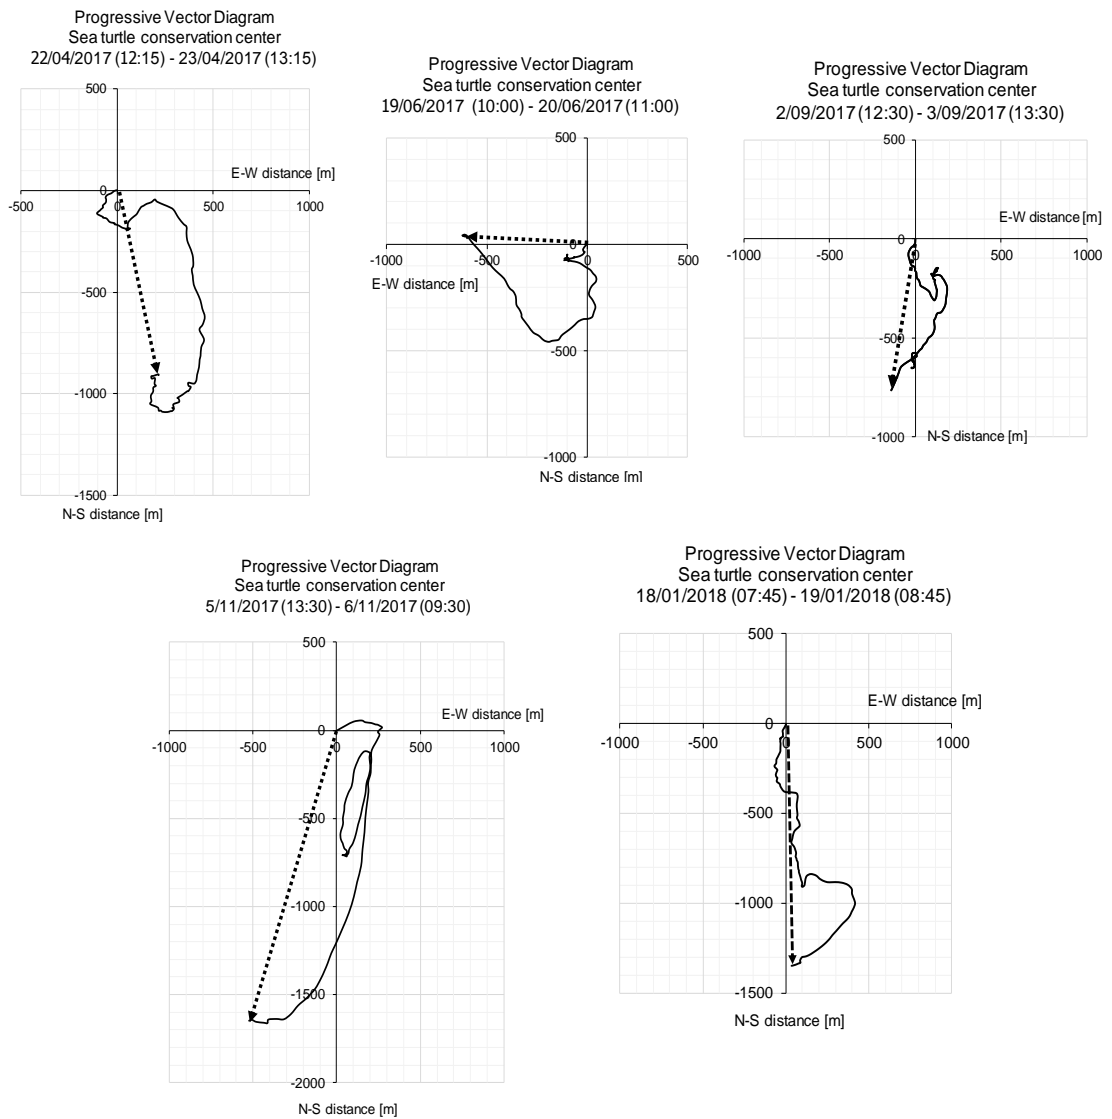 Progressive Vector Diagram
Sea turtle conservation center
22/04/2017 (12:15) - 23/04/2017 (13:15)
500
E-W distance [m]
0
-500
0
500
1000
-500
-1000
-1500
N-S distance [m]
Progressive Vector Diagram
Sea turtle conservation center
19/06/2017 (10:00) - 20/06/2017 (11:00)
500
0
-1000
-500
0
500
E-W distance [m]
-500
-1000
N-S distance [m]
Progressive Vector Diagram
Sea turtle conservation center
2/09/2017 (12:30) - 3/09/2017 (13:30)
500
E-W distance [m]
0
-1000
-500
0
500
1000
-500
-1000
N-S distance [m]
Progressive Vector Diagram
Sea turtle conservation center
5/11/2017 (13:30) - 6/11/2017 (09:30)
500
E-W distance [m]
0
-1000
-500
0
500
1000
-500
-1000
-1500
-2000
N-S distance [m]
Progressive Vector Diagram
Sea turtle conservation center
18/01/2018 (07:45) - 19/01/2018 (08:45)
500
E-W distance [m]
0
-1000
-500
0
500
1000
-500
-1000
-1500
N-S distance [m]